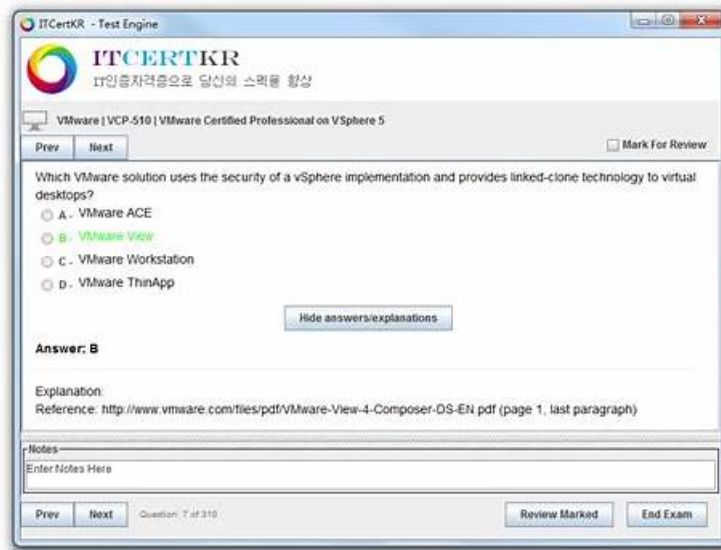 ITCertKR - Test Engine
ITCERTKR
IT인증자격증으로 당신의 스펙을 향상
VMware | VCP-510 | VMware Certified Professional on VSphere 5
Prev Next Mark For Review
Which VMware solution uses the security of a vSphere implementation and provides linked-clone technology to virtual
desktops?
A. VMware ACE
B. VMware View
C. VMware Workstation
D. VMware ThinApp
Hide answers/explanations
Answer: B
Explanation:
Reference: http://www.vmware.com/files/pdf/VMware-View-4-Composer-DS-EN.pdf (page 1, last paragraph)
Notes
Enter Notes Here
Prev Next Question: 7 of 310 Review Marked End Exam